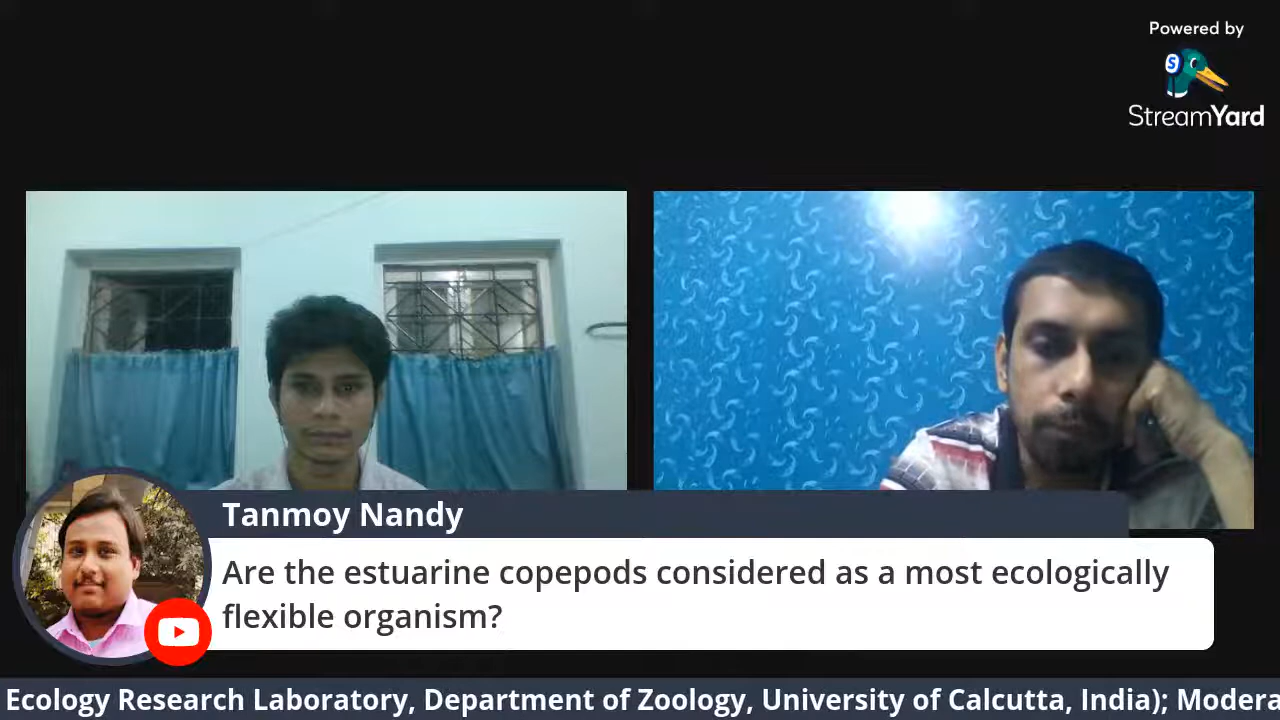 Powered by
StreamYard
Tanmoy Nandy
Are the estuarine copepods considered as a most ecologically
flexible organism?
Ecology Research Laboratory, Department of Zoology, University of Calcutta, India); Modera